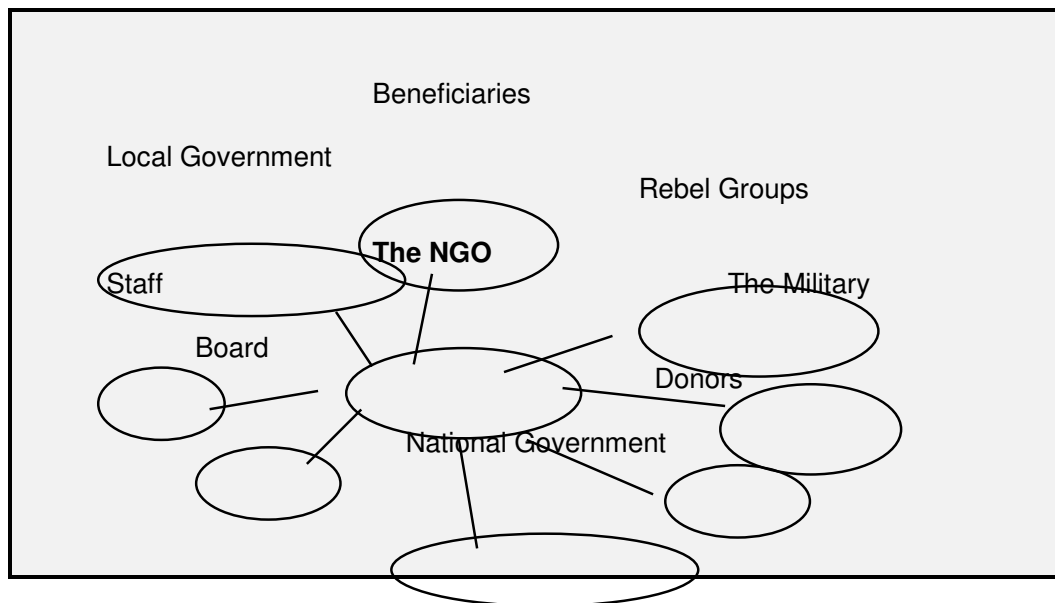 Beneficiaries
Local Government
Rebel Groups
The NGO
Staff
The Military
Board
Donors
National Government